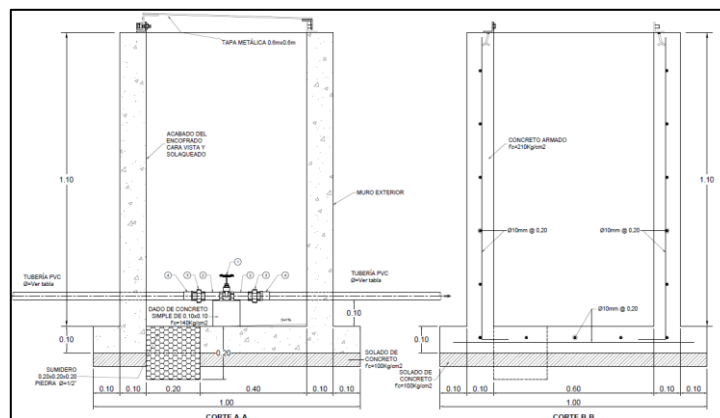 TAPA METÁLICA 0.6mx0.6m
ACABADO DEL
ENCOFRADO
CARA VISTA Y
SOLAQUEADO
1.10
MURO EXTERIOR
TUBERÍA PVC
Ø=Ver tabla
TUBERÍA PVC
Ø=Ver tabla
DADO DE CONCRETO
SIMPLE DE 0.10x0.10
f'c=140Kg/cm2
0.10
0.10
0.20
SUMIDERO
0.20x0.20x0.20
PIEDRA Ø=1/2"
SOLADO DE
CONCRETO
f'c=100Kg/cm2
0.10
0.10
0.20
0.40
0.10
0.10
1.00
CORTE A-A
CONCRETO ARMADO
f'c=210Kg/cm2
1.10
Ø10mm @ 0,20
Ø10mm @ 0,20
Ø10mm @ 0,20
0.10
SOLADO DE
CONCRETO
f'c=100Kg/cm2
0.10
0.10
0.60
0.10
0.10
1.00
CORTE B-B